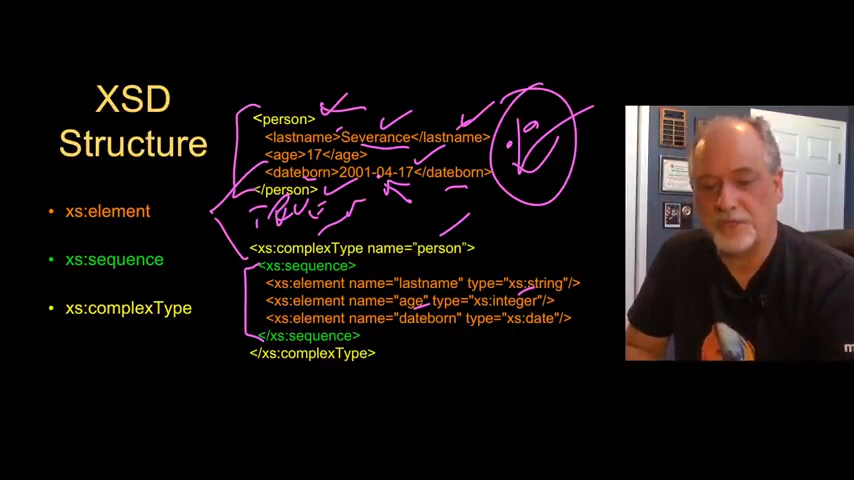 XSD
Structure
• xs:element
• xs:sequence
• xs:complexType
<person>
<lastname>Severance</lastname>
<age>17</age>
<dateborn>2001-04-17</dateborn>
</person>
TRUE
<xs:complexType name="person">
<xs:sequence>
<xs:element name="lastname" type="xs:string"/>
<xs:element name="age" type="xs:integer"/>
<xs:element name="dateborn" type="xs:date"/>
</xs:sequence>
</xs:complexType>